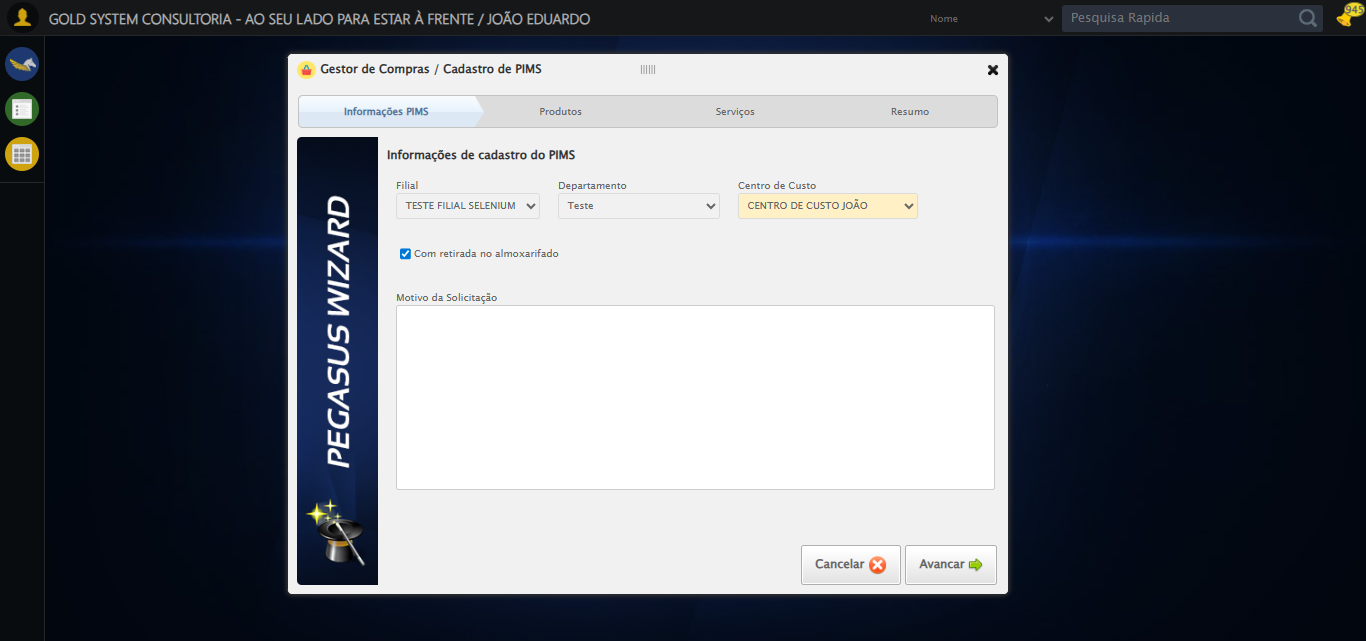 GOLD SYSTEM CONSULTORIA - AO SEU LADO PARA ESTAR À FRENTE / JOÃO EDUARDO
Nome
Pesquisa Rapida
945
Gestor de Compras / Cadastro de PIMS
Informações PIMS
Produtos
Serviços
Resumo
PEGASUS WIZARD
Informações de cadastro do PIMS
Filial
Departamento
Centro de Custo
TESTE FILIAL SELENIUM
Teste
CENTRO DE CUSTO JOÃO
Com retirada no almoxarifado
Motivo da Solicitação
Cancelar
Avancar